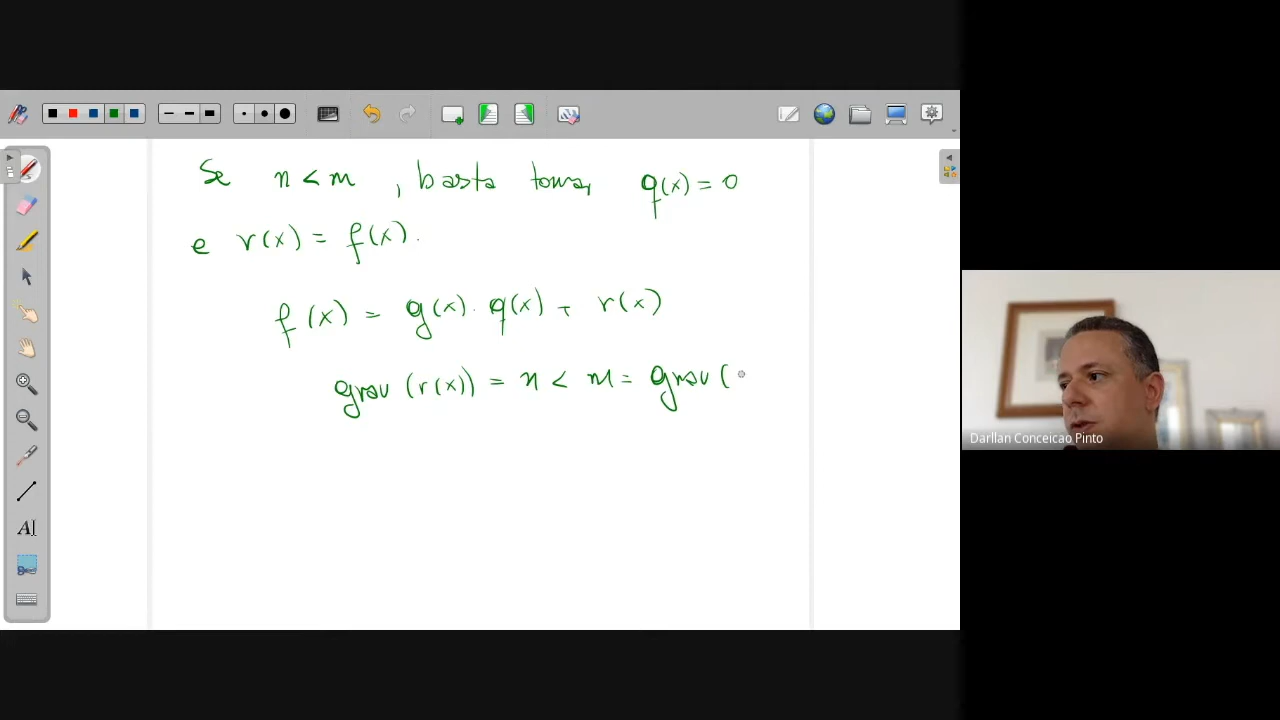 Se n < m , basta tomar q(x) = 0
e r(x) = f(x).
f(x) = g(x). q(x) + r(x)
grau (r(x)) = n < m = grau (
Darllan Conceicao Pinto